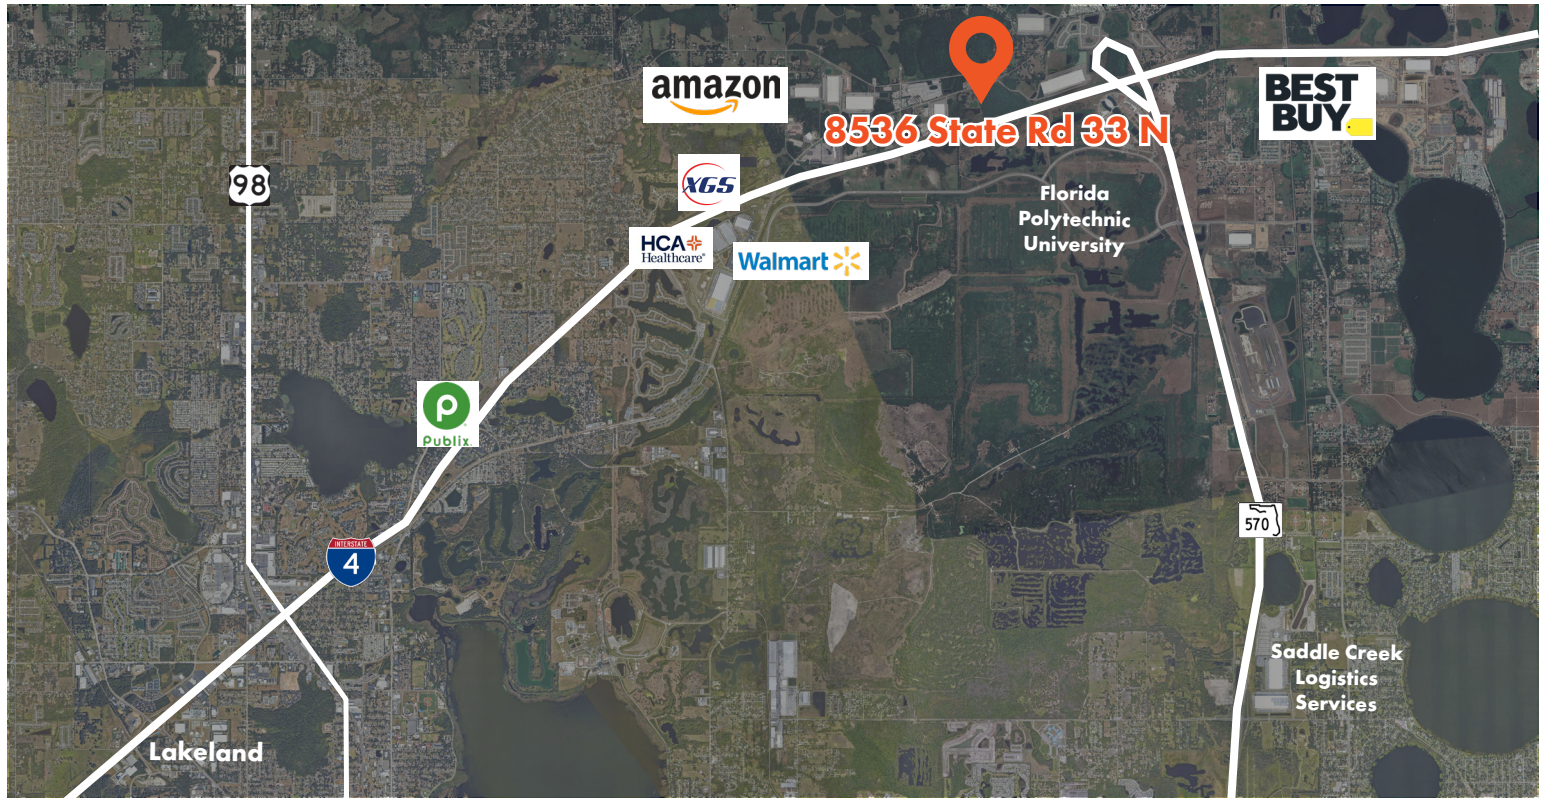 amazon
BEST
BUY
8536 State Rd 33 N
XGS
98
Florida
Polytechnic
University
HCA
Healthcare®
Walmart
Publix.
570
INTERSTATE
4
Saddle Creek
Logistics
Services
Lakeland